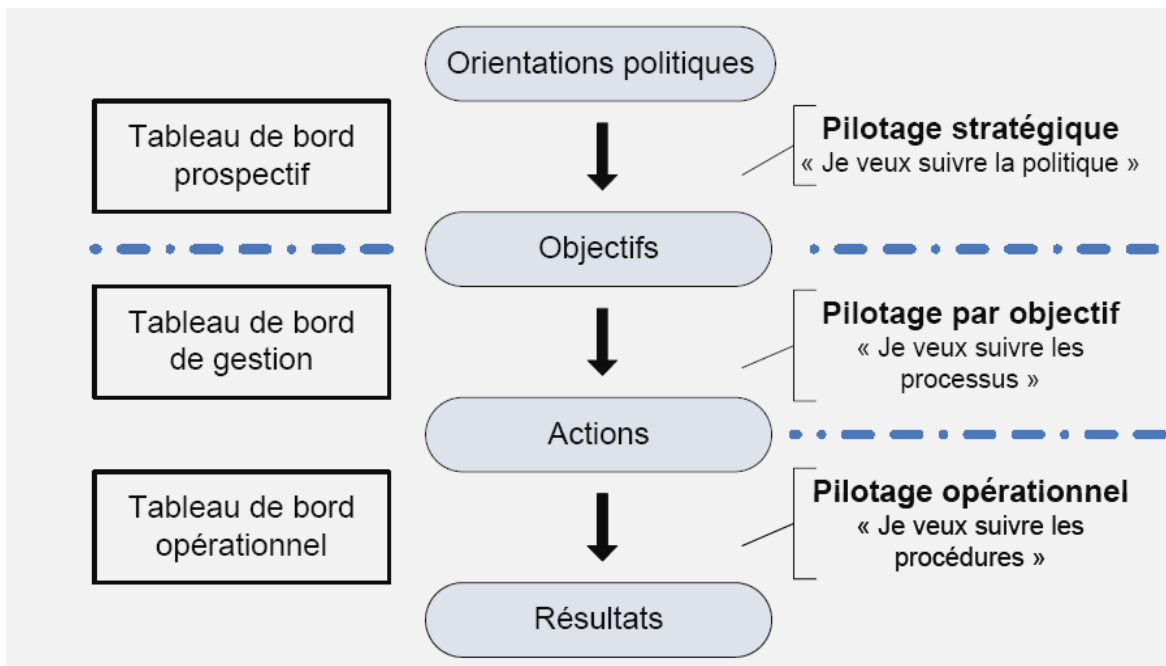 Orientations politiques
Tableau de bord
prospectif
Pilotage stratégique
« Je veux suivre la politique »
Objectifs
Tableau de bord
de gestion
Pilotage par objectif
« Je veux suivre les
processus »
Actions
Tableau de bord
opérationnel
Pilotage opérationnel
« Je veux suivre les
procédures »
Résultats